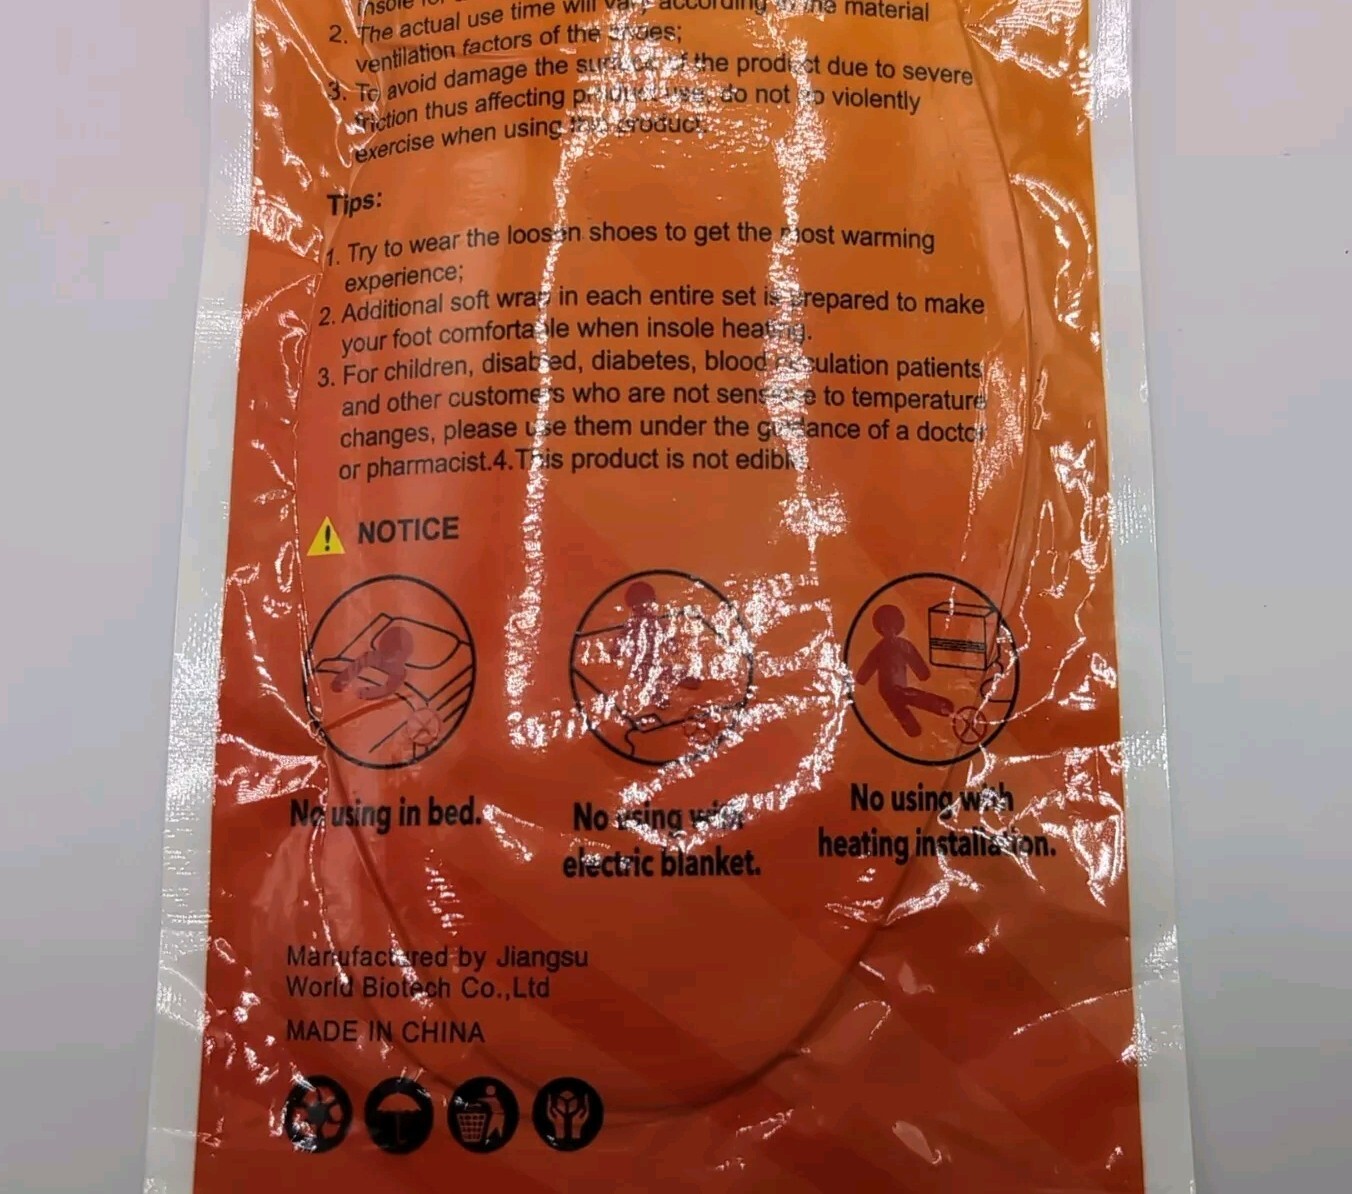 insole
2. The actual use time will vary according the material
ventilation factors of the shoes;
3. To avoid damage the surface of the product due to severe
friction thus affecting product use, do not do violently
exercise when using this product.
Tips:
1. Try to wear the loosen shoes to get the most warming
experience;
2. Additional soft wrap in each entire set is prepared to make
your foot comfortable when insole heating.
3. For children, disabled, diabetes, blood circulation patients
and other customers who are not sensitive to temperature
changes, please use them under the guidance of a doctor
or pharmacist.4.This product is not edible.
NOTICE
No using in bed.
No using with
electric blanket.
No using with
heating installation.
Manufactured by Jiangsu
World Biotech Co.,Ltd
MADE IN CHINA